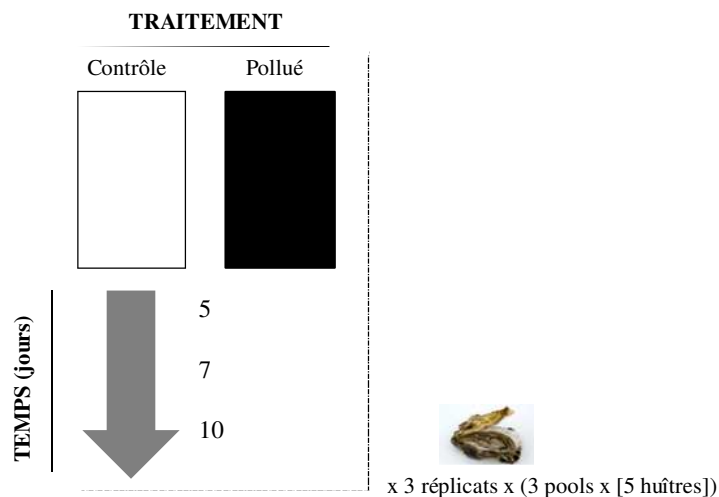 TRAITEMENT
Contrôle Pollué
TEMPS (jours)
5
7
10
x 3 réplicats x (3 pools x [5 huîtres])